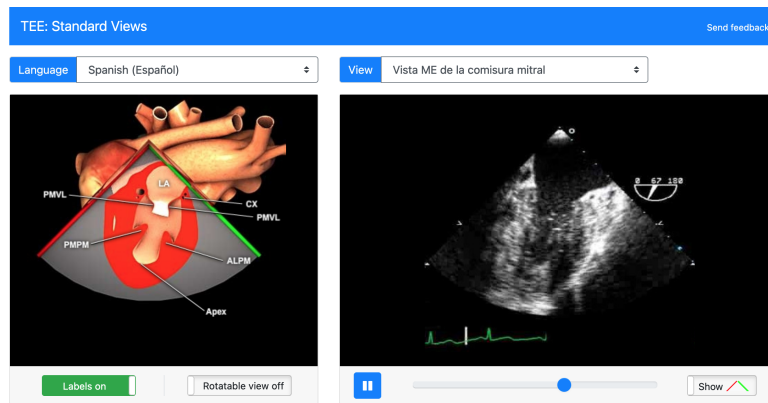 TEE: Standard Views
Send feedback
Language
Spanish (Español)
View
Vista ME de la comisura mitral
LA
PMVL
CX
PMVL
PMPM
ALPM
Apex
0 67 180
Labels on
Rotatable view off
Show